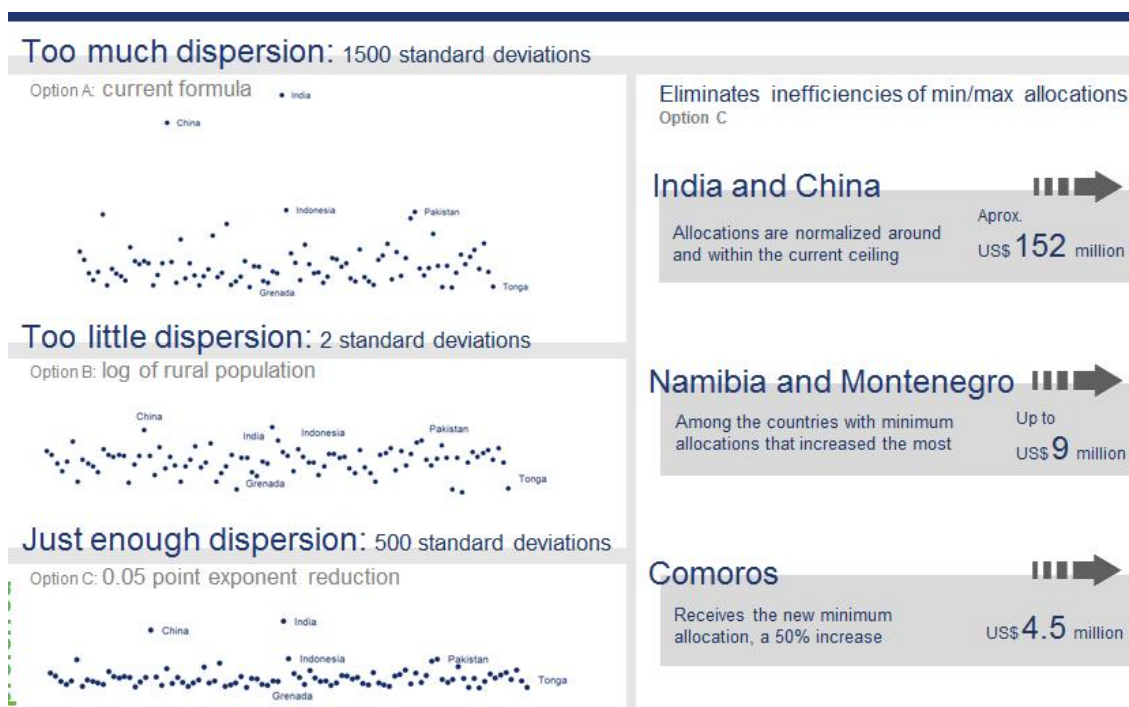 Too much dispersion: 1500 standard deviations
Option A: current formula
India
China
Indonesia
Pakistan
Grenada
Tonga
Too little dispersion: 2 standard deviations
Option B: log of rural population
China
India
Indonesia
Pakistan
Grenada
Tonga
Just enough dispersion: 500 standard deviations
Option C: 0.05 point exponent reduction
China
India
Indonesia
Pakistan
Tonga
Grenada
Eliminates inefficiencies of min/max allocations
Option C
India and China
Allocations are normalized around
and within the current ceiling
Aprox.
US$ 152 million
Namibia and Montenegro
Among the countries with minimum
allocations that increased the most
Up to
US$ 9 million
Comoros
Receives the new minimum
allocation, a 50% increase
US$ 4.5 million